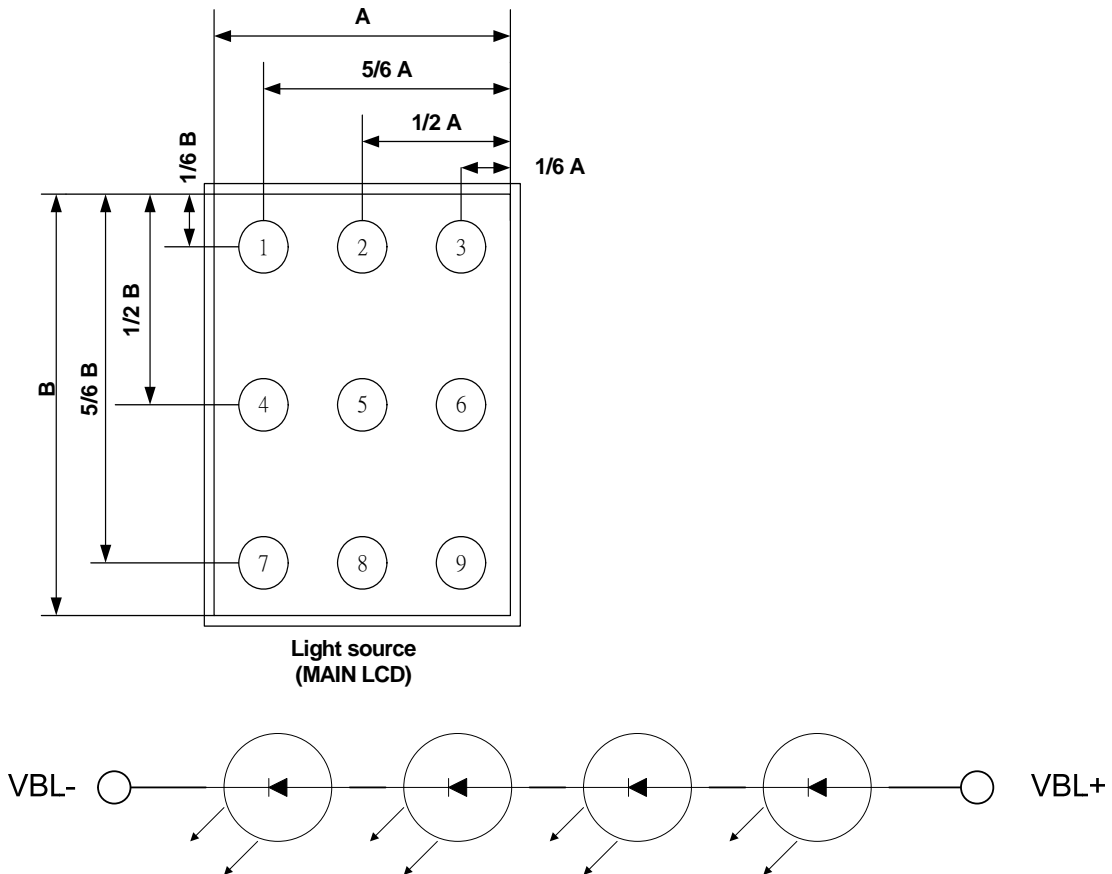 A
5/6 A
1/2 A
1/6 A
1/6 B
1/2 B
5/6 B
B
1 2 3
4 5 6
7 8 9
Light source
(MAIN LCD)
VBL- VBL+